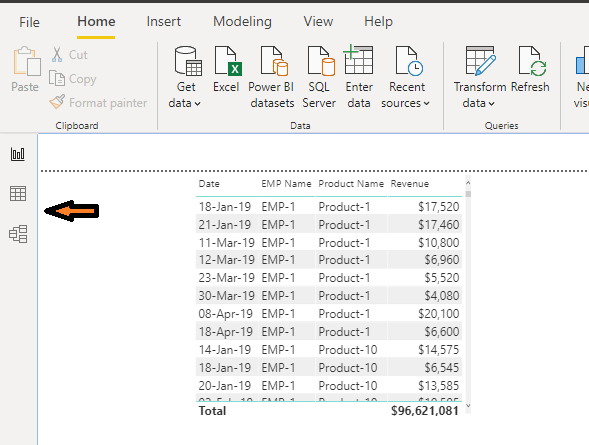 File Home Insert Modeling View Help
Paste
Cut
Copy
Format painter
Clipboard
Get data
Excel
Power BI datasets
SQL Server
Enter data
Recent sources
Data
Transform data
Refresh
Queries
Date EMP Name Product Name Revenue
18-Jan-19 EMP-1 Product-1 $17,520
21-Jan-19 EMP-1 Product-1 $17,460
11-Mar-19 EMP-1 Product-1 $10,800
12-Mar-19 EMP-1 Product-1 $6,960
23-Mar-19 EMP-1 Product-1 $5,520
30-Mar-19 EMP-1 Product-1 $4,080
08-Apr-19 EMP-1 Product-1 $20,100
18-Apr-19 EMP-1 Product-1 $6,600
14-Jan-19 EMP-1 Product-10 $14,575
18-Jan-19 EMP-1 Product-10 $6,545
20-Jan-19 EMP-1 Product-10 $13,585
Total $96,621,081